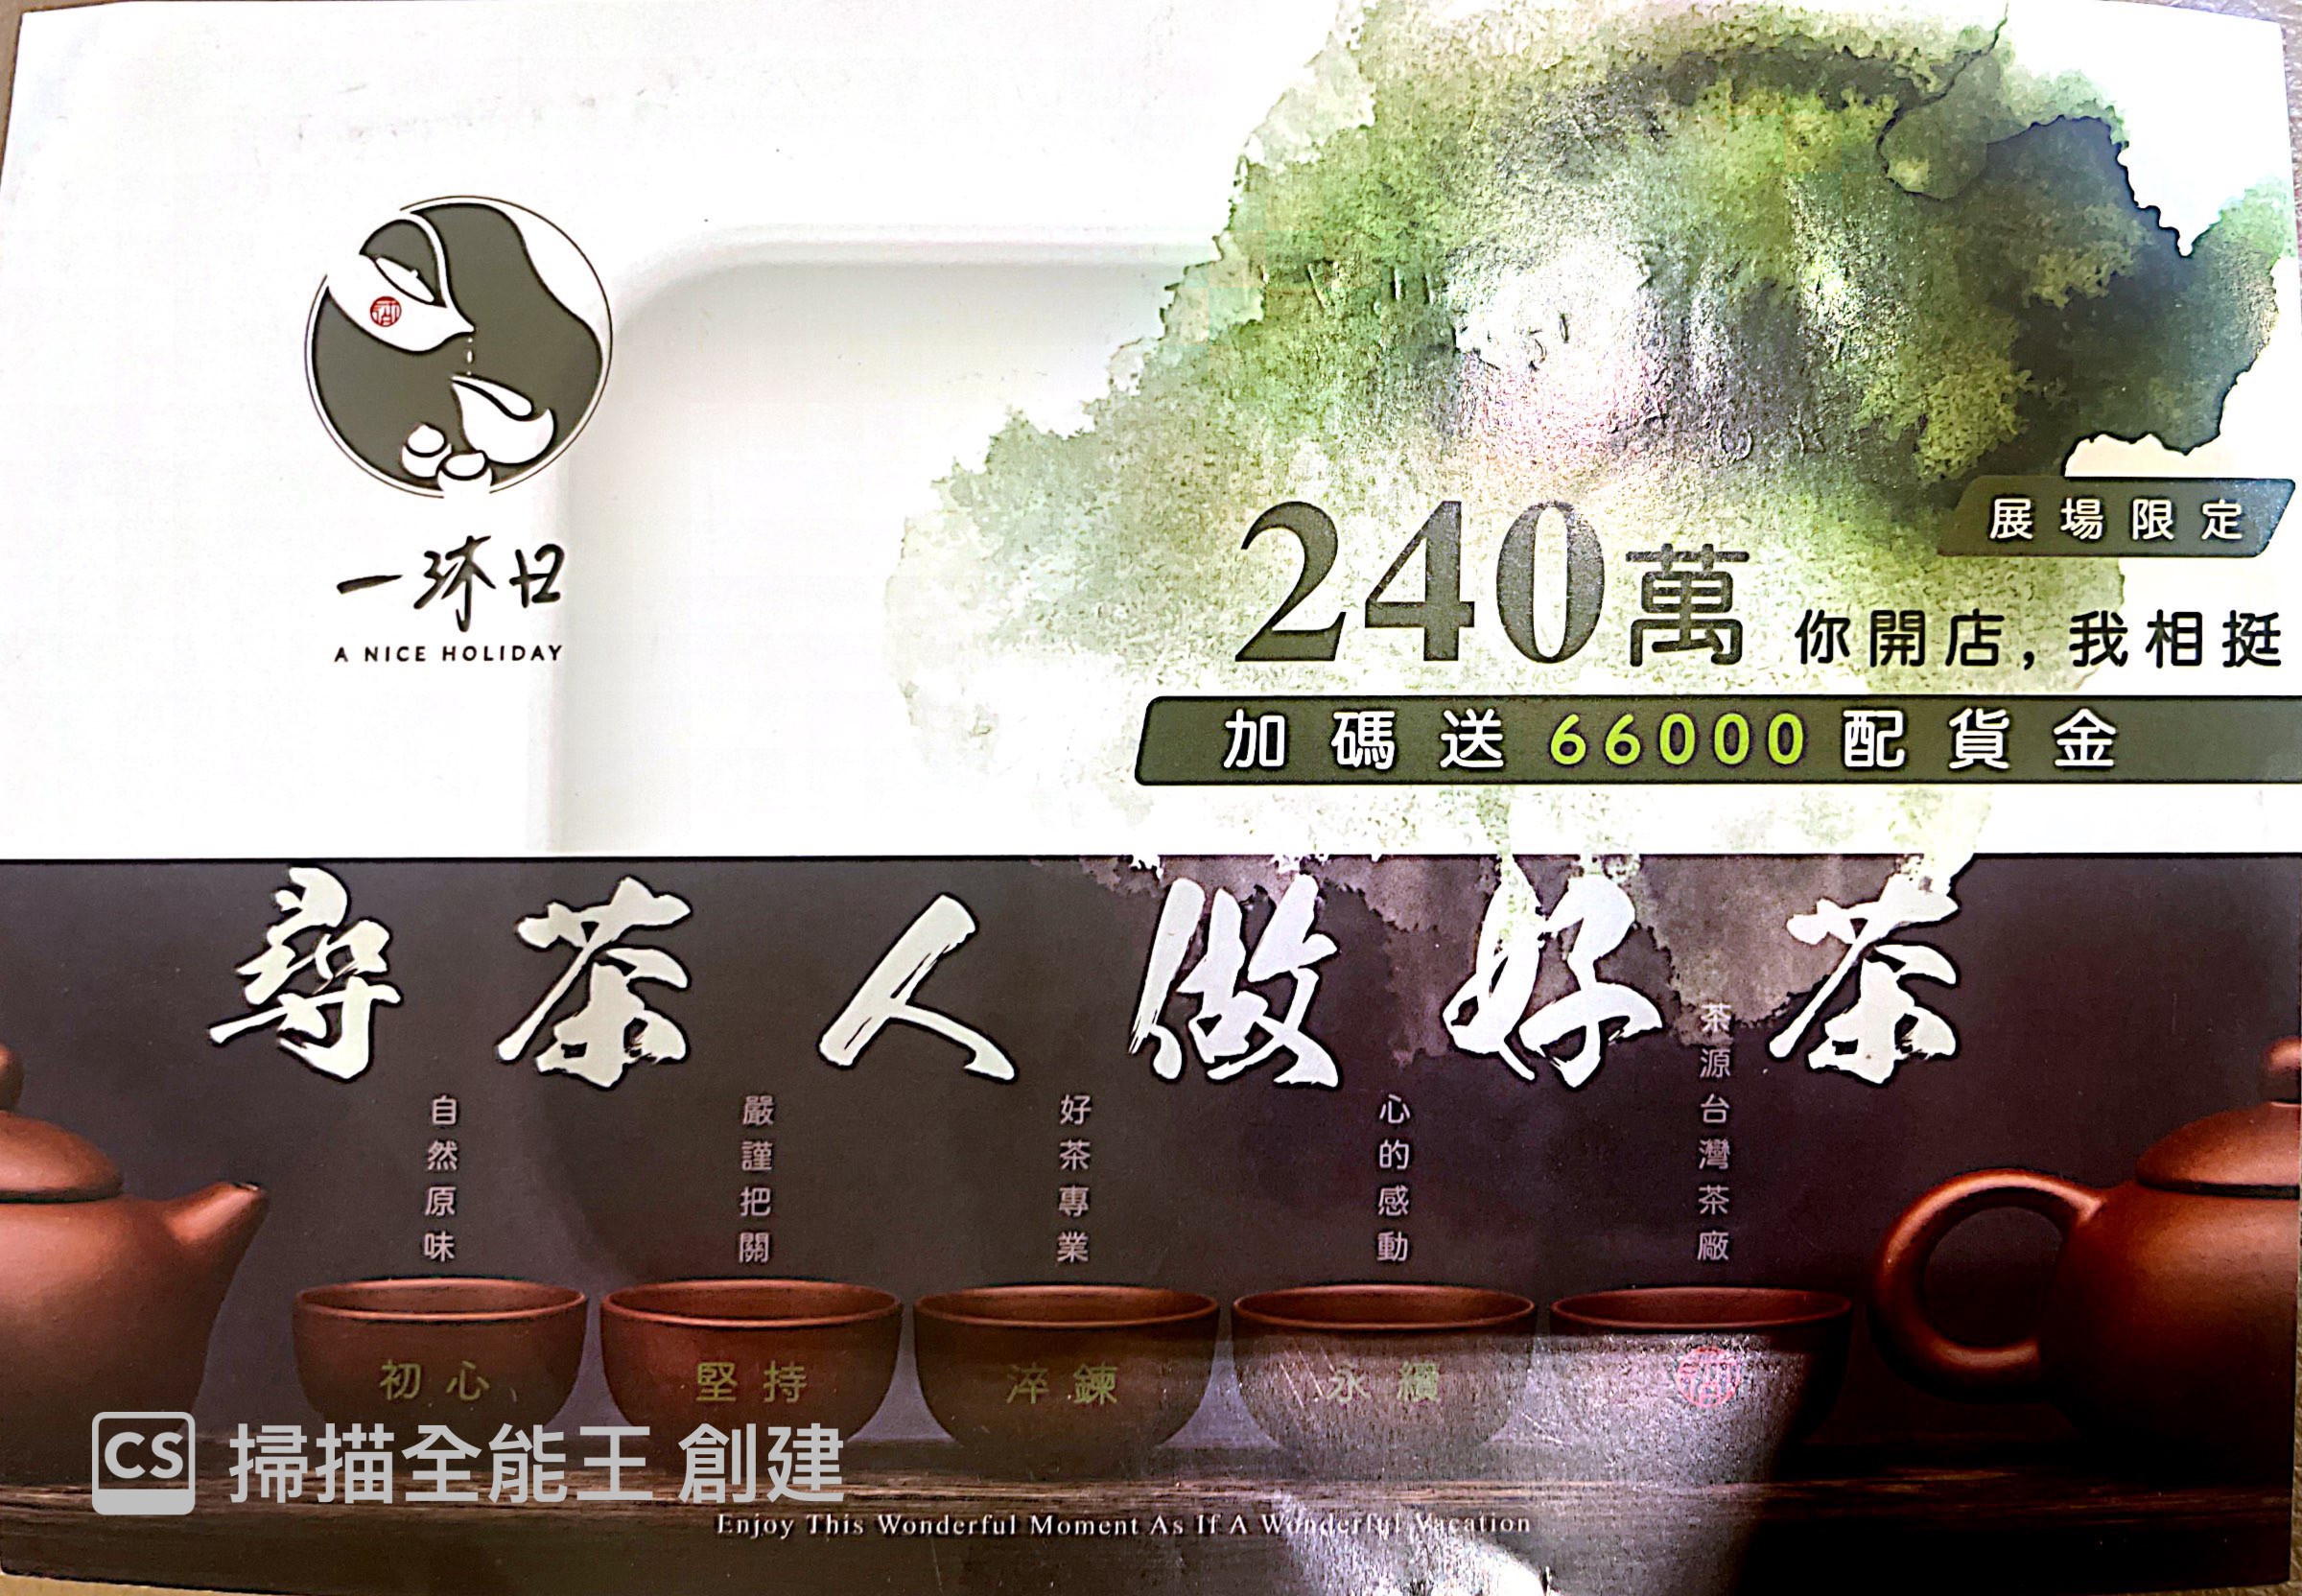 一沐日
A NICE HOLIDAY
展場限定
240萬 你開店, 我相挺
加碼送66000配貨金
尋茶人做好茶
自然原味
嚴謹把關
好茶專業
心的感動
茶源台灣茶廠
初心
堅持
淬鍊
永續
CS 掃描全能王 創建
Enjoy This Wonderful Moment As If A Wonderful Vacation